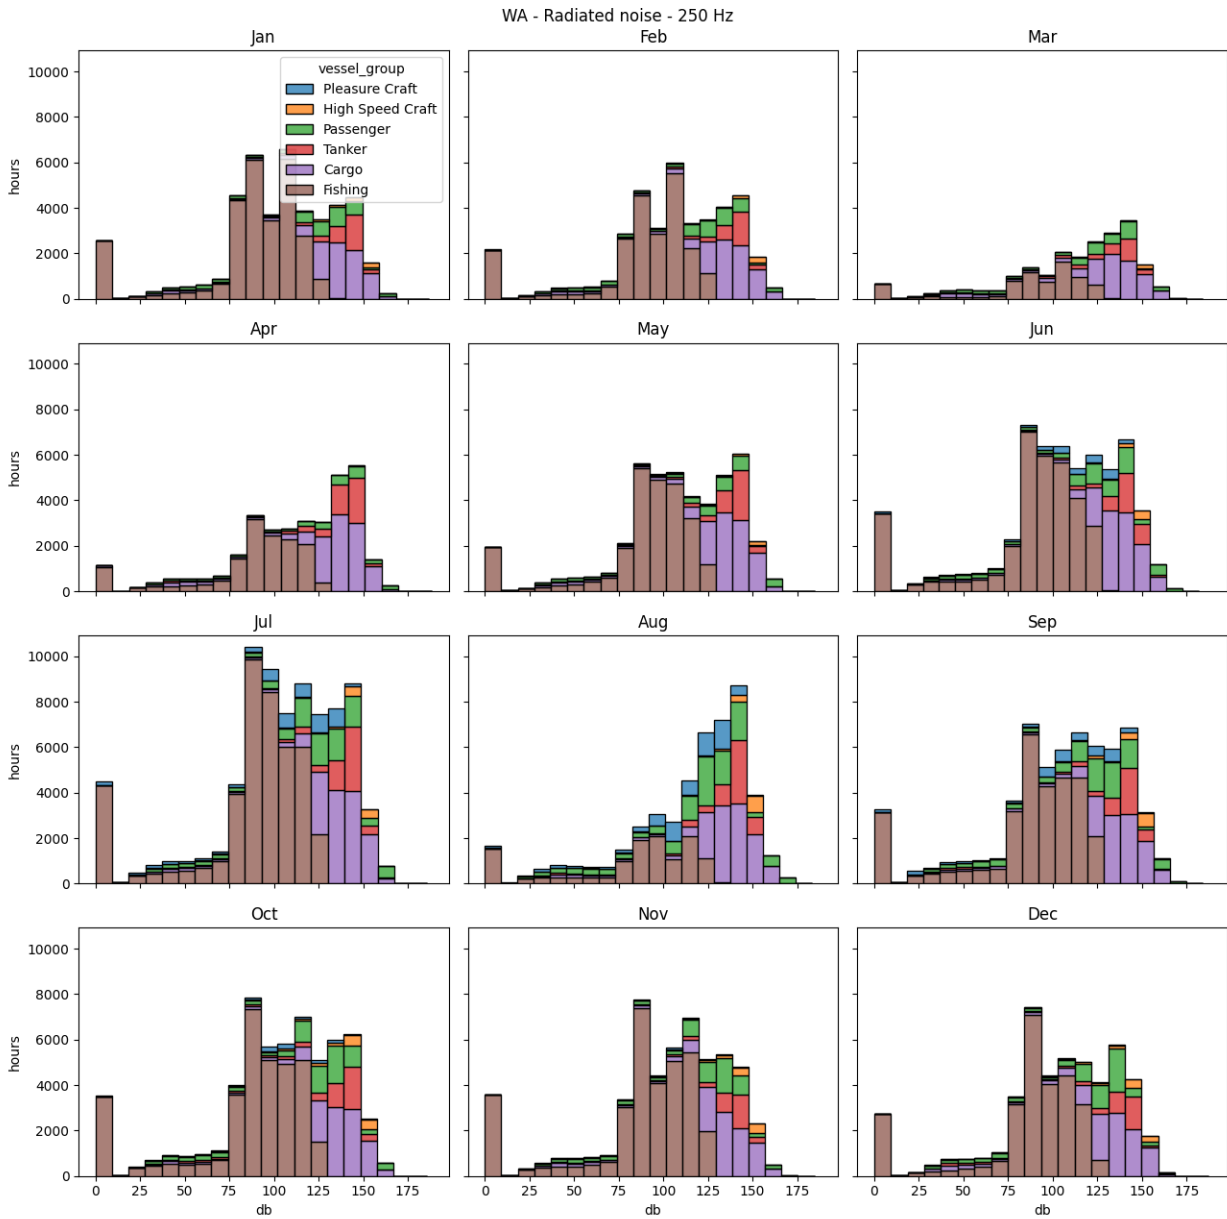 WA - Radiated noise - 250 Hz
Jan
Feb
Mar
10000
8000
6000
4000
2000
0
hours
vessel_group
Pleasure Craft
High Speed Craft
Passenger
Tanker
Cargo
Fishing
Apr
May
Jun
10000
8000
6000
4000
2000
0
hours
Jul
Aug
Sep
10000
8000
6000
4000
2000
0
hours
Oct
Nov
Dec
10000
8000
6000
4000
2000
0
hours
0 25 50 75 100 125 150 175
0 25 50 75 100 125 150 175
0 25 50 75 100 125 150 175
db
db
db